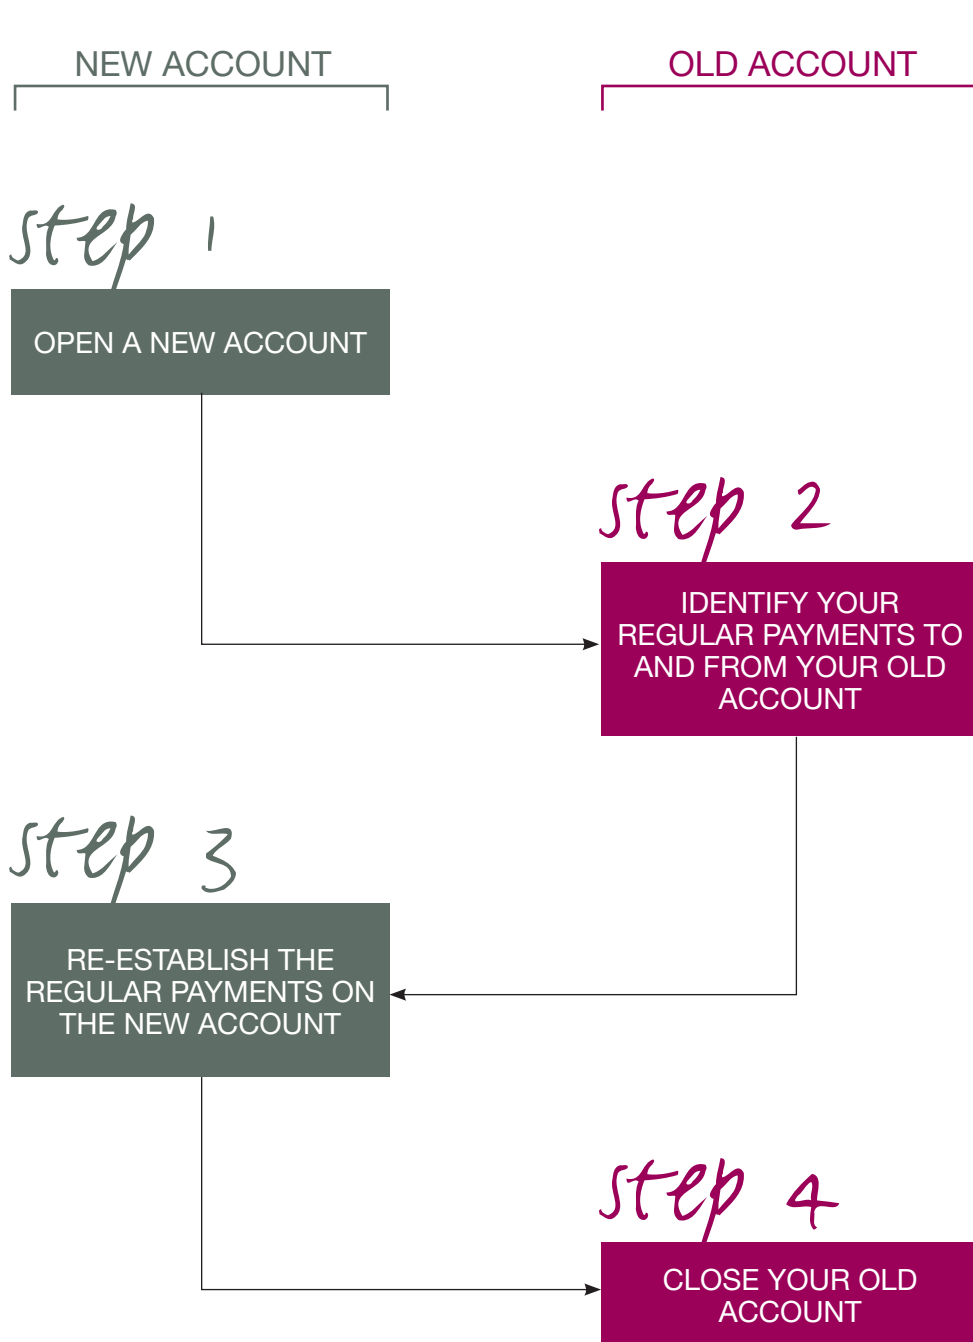 NEW ACCOUNT
OLD ACCOUNT
step 1
OPEN A NEW ACCOUNT
step 2
IDENTIFY YOUR
REGULAR PAYMENTS TO
AND FROM YOUR OLD
ACCOUNT
step 3
RE-ESTABLISH THE
REGULAR PAYMENTS ON
THE NEW ACCOUNT
step 4
CLOSE YOUR OLD
ACCOUNT